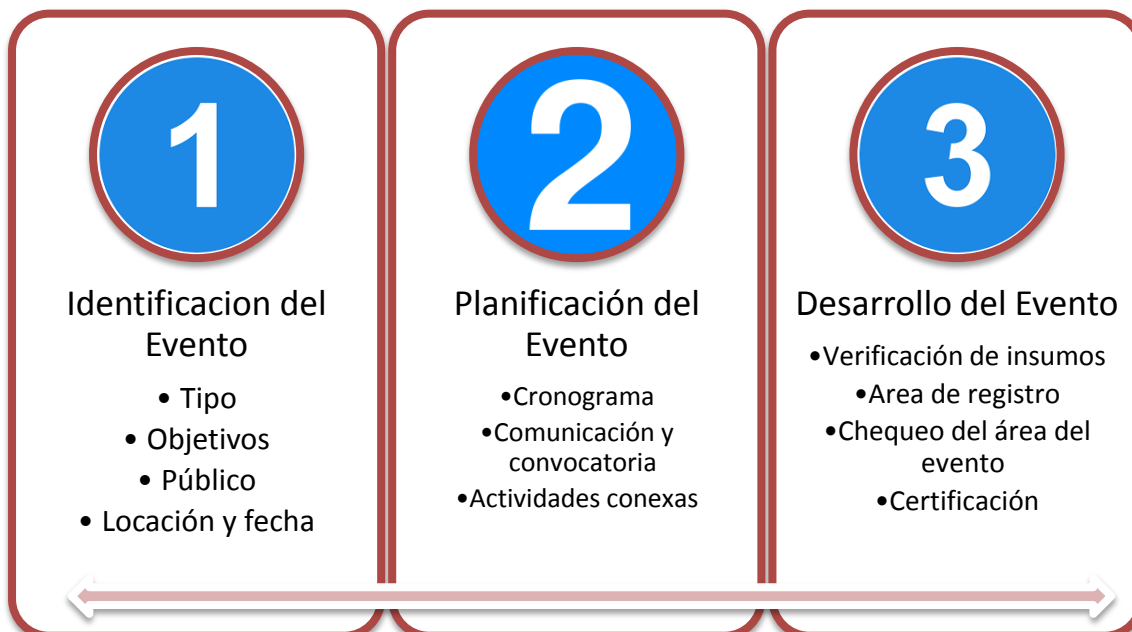 1
Identificacion del
Evento
• Tipo
• Objetivos
• Público
• Locación y fecha
2
Planificación del
Evento
•Cronograma
•Comunicación y
convocatoria
•Actividades conexas
3
Desarrollo del Evento
•Verificación de insumos
•Area de registro
•Chequeo del área del
evento
•Certificación